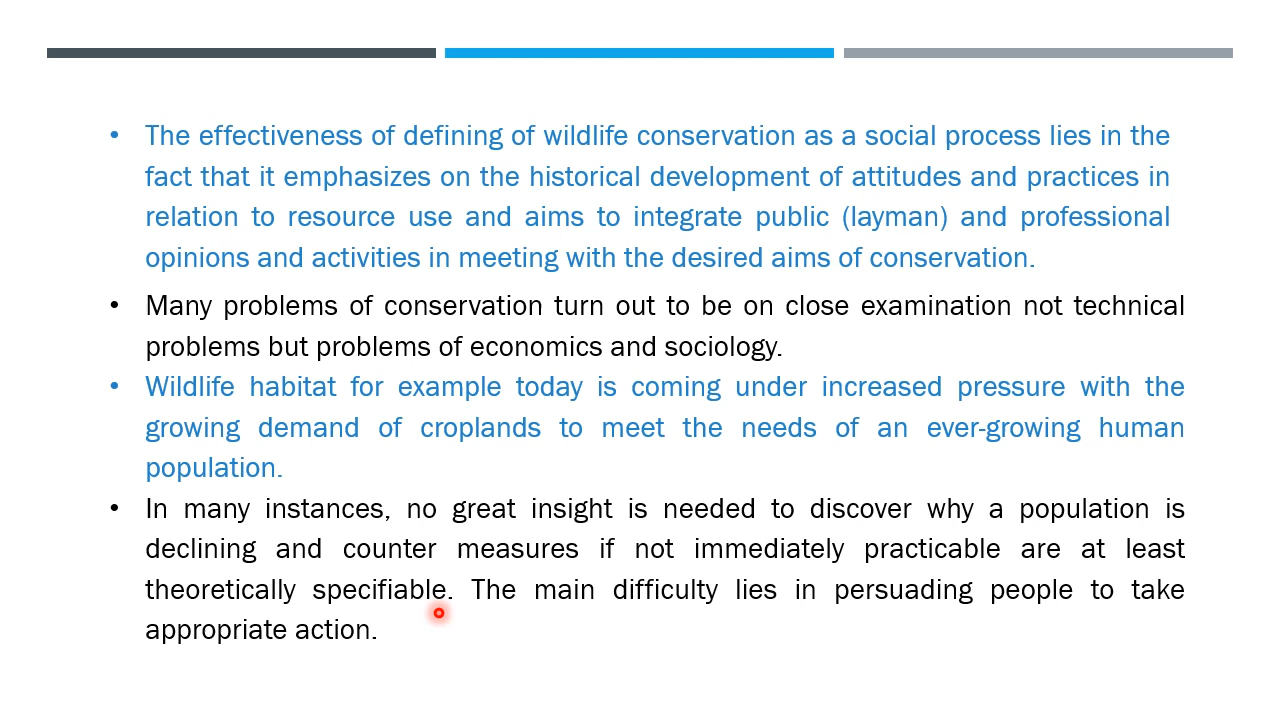 • The effectiveness of defining of wildlife conservation as a social process lies in the
fact that it emphasizes on the historical development of attitudes and practices in
relation to resource use and aims to integrate public (layman) and professional
opinions and activities in meeting with the desired aims of conservation.
• Many problems of conservation turn out to be on close examination not technical
problems but problems of economics and sociology.
• Wildlife habitat for example today is coming under increased pressure with the
growing demand of croplands to meet the needs of an ever-growing human
population.
• In many instances, no great insight is needed to discover why a population is
declining and counter measures if not immediately practicable are at least
theoretically specifiable. The main difficulty lies in persuading people to take
appropriate action.